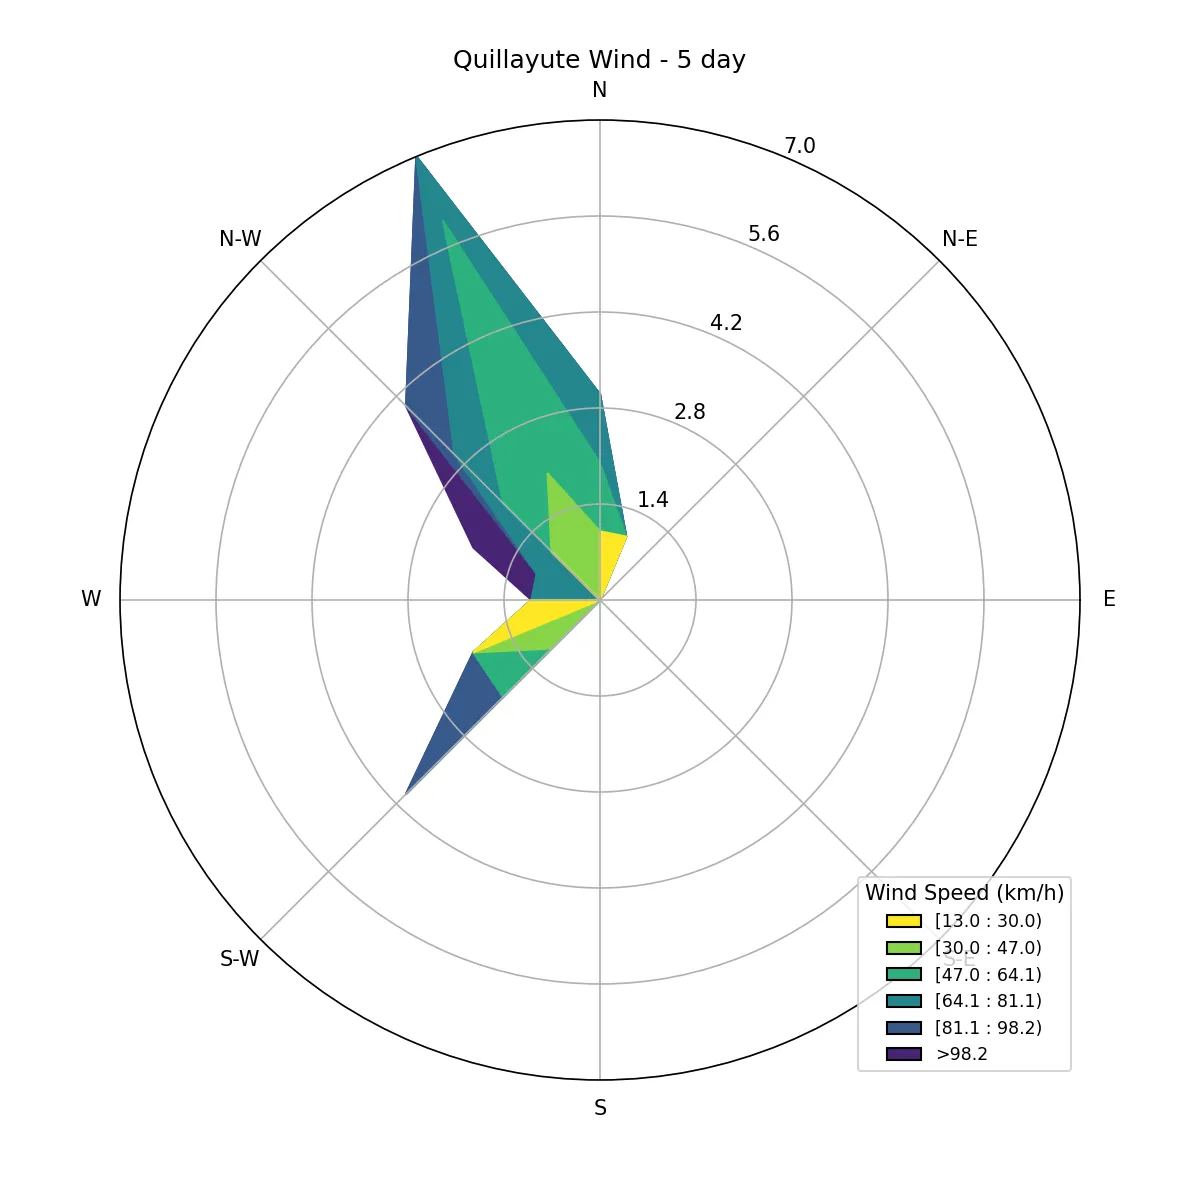 Quillayute Wind - 5 day
N
7.0
N-W
5.6
N-E
4.2
2.8
1.4
W
E
Wind Speed (km/h)
[13.0 : 30.0)
[30.0 : 47.0)
S-W
S-E
[47.0 : 64.1)
[64.1 : 81.1)
[81.1 : 98.2)
>98.2
S